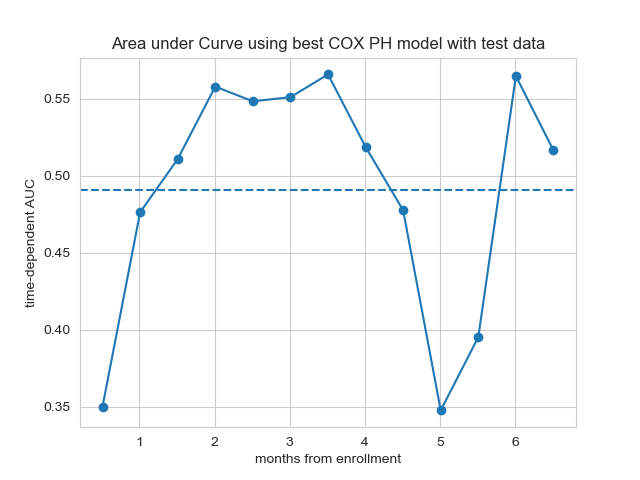 Area under Curve using best COX PH model with test data
0.55
0.50
0.45
0.40
0.35
time-dependent AUC
1 2 3 4 5 6
months from enrollment